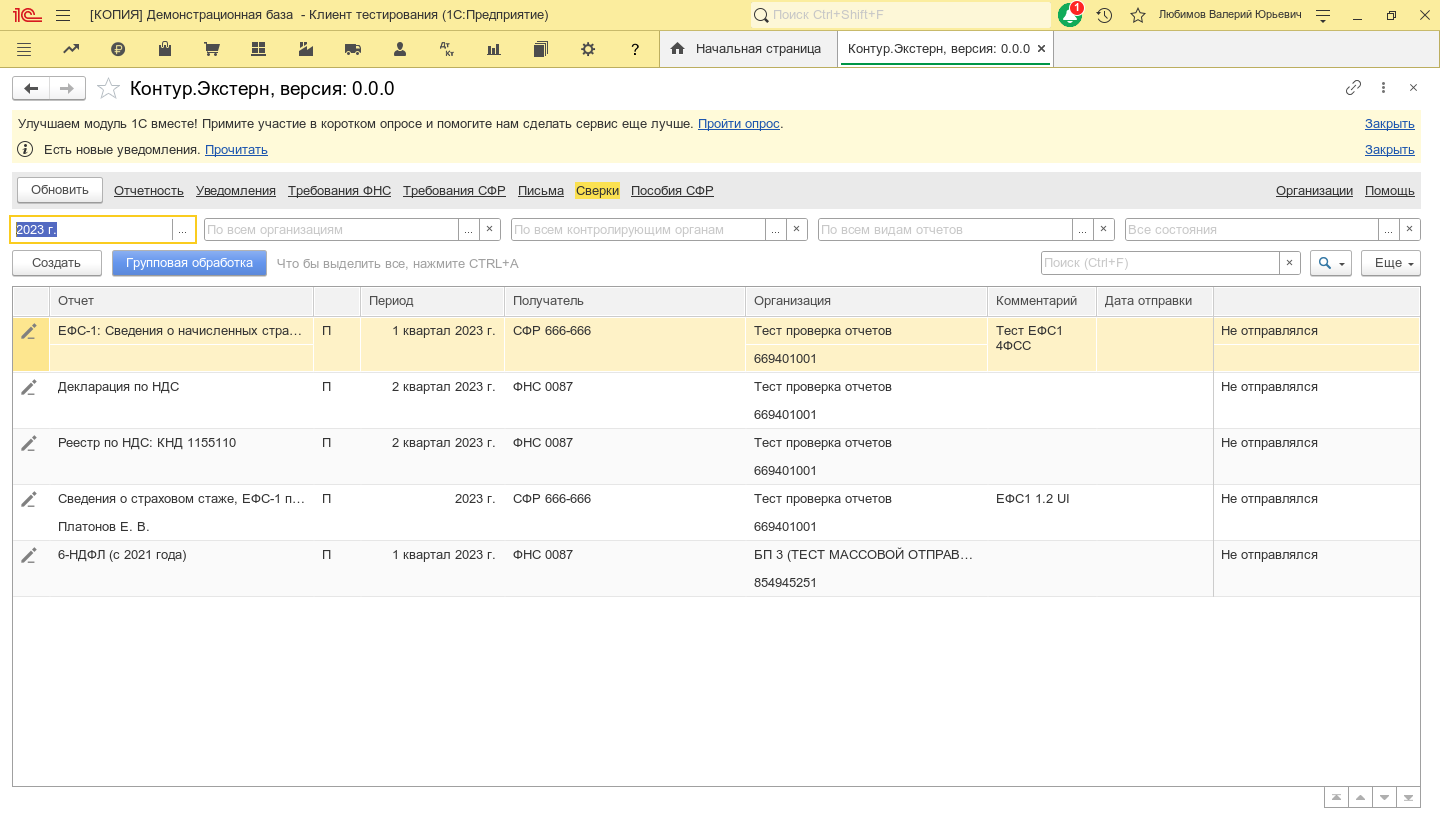 [КОПИЯ] Демонстрационная база - Клиент тестирования (1С:Предприятие)
Поиск Ctrl+Shift+F
1
Любимов Валерий Юрьевич
Дт Кт
?
Начальная страница
Контур.Экстерн, версия: 0.0.0
Контур.Экстерн, версия: 0.0.0
Улучшаем модуль 1С вместе! Примите участие в коротком опросе и помогите нам сделать сервис еще лучше. Пройти опрос.
Закрыть
Есть новые уведомления. Прочитать
Закрыть
Обновить Отчетность Уведомления Требования ФНС Требования СФР Письма Сверки Пособия СФР Организации Помощь
2023 г. ... По всем организациям ... × По всем контролирующим органам ... × По всем видам отчетов ... × Все состояния ... ×
Создать Групповая обработка Что бы выделить все, нажмите CTRL+A Поиск (Ctrl+F) × Еще
Отчет Период Получатель Организация Комментарий Дата отправки
ЕФС-1: Сведения о начисленных стра... П 1 квартал 2023 г. СФР 666-666 Тест проверка отчетов Тест ЕФС1 Не отправлялся
4ФСС
669401001
Декларация по НДС П 2 квартал 2023 г. ФНС 0087 Тест проверка отчетов Не отправлялся
669401001
Реестр по НДС: КНД 1155110 П 2 квартал 2023 г. ФНС 0087 Тест проверка отчетов Не отправлялся
669401001
Сведения о страховом стаже, ЕФС-1 п... П 2023 г. СФР 666-666 Тест проверка отчетов ЕФС1 1.2 UI Не отправлялся
Платонов Е. В. 669401001
6-НДФЛ (с 2021 года) П 1 квартал 2023 г. ФНС 0087 БП 3 (ТЕСТ МАССОВОЙ ОТПРАВ... Не отправлялся
854945251